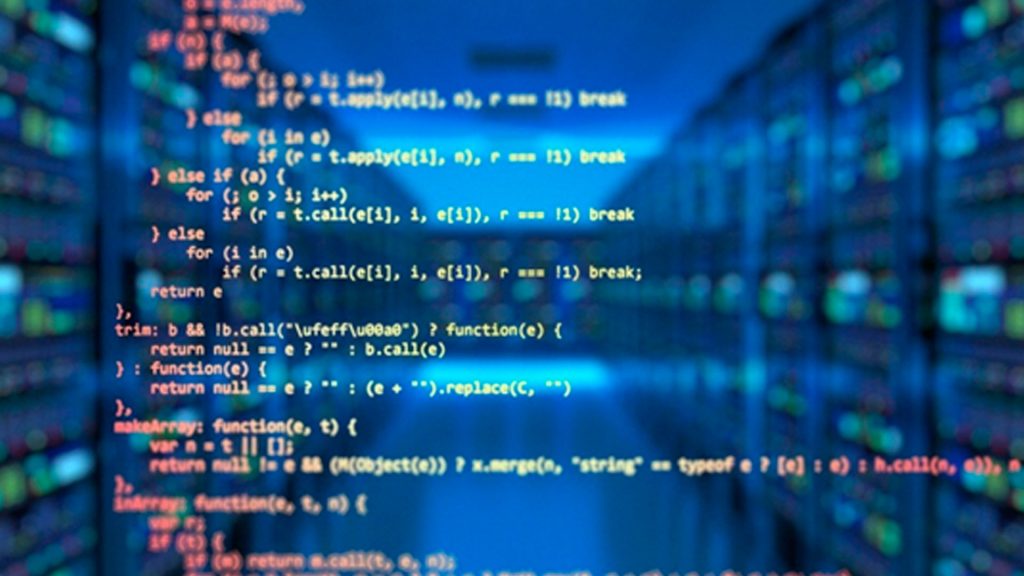 o = e.length,
a = M(e);
if (n) {
if (a) {
for (; o > i; i++)
if (r = t.apply(e[i], n), r === !1) break
} else
for (i in e)
if (r = t.apply(e[i], n), r === !1) break
} else if (a) {
for (; o > i; i++)
if (r = t.call(e[i], i, e[i]), r === !1) break
} else
for (i in e)
if (r = t.call(e[i], i, e[i]), r === !1) break;
return e
},
trim: b && !b.call("\ufeff\u00a0") ? function(e) {
return null == e ? "" : b.call(e)
} : function(e) {
return null == e ? "" : (e + "").replace(C, "")
},
makeArray: function(e, t) {
var n = t || [];
return null != e && (M(Object(e)) ? x.merge(n, "string" == typeof e ? [e] : e) : h.call(n, e)), n
},
inArray: function(e, t, n) {
var r;
if (t) {
if (m) return m.call(t, e, n);